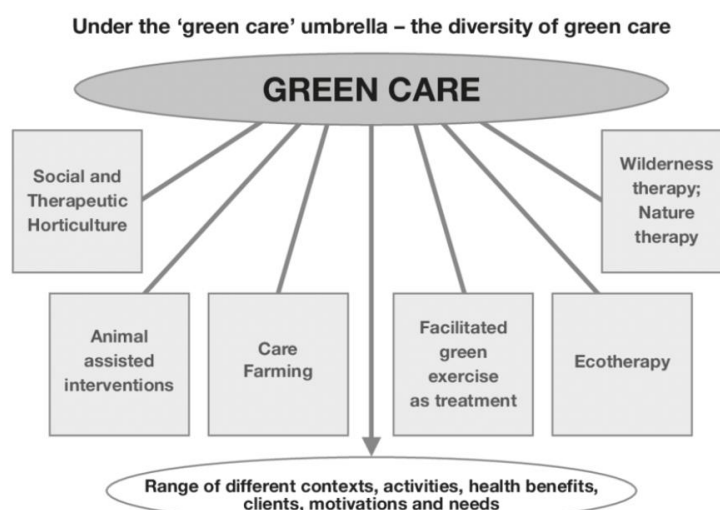 Under the ‘green care’ umbrella – the diversity of green care
GREEN CARE
Social and
Therapeutic
Horticulture
Wilderness
therapy;
Nature
therapy
Animal
assisted
interventions
Care
Farming
Facilitated
green
exercise
as treatment
Ecotherapy
Range of different contexts, activities, health benefits,
clients, motivations and needs